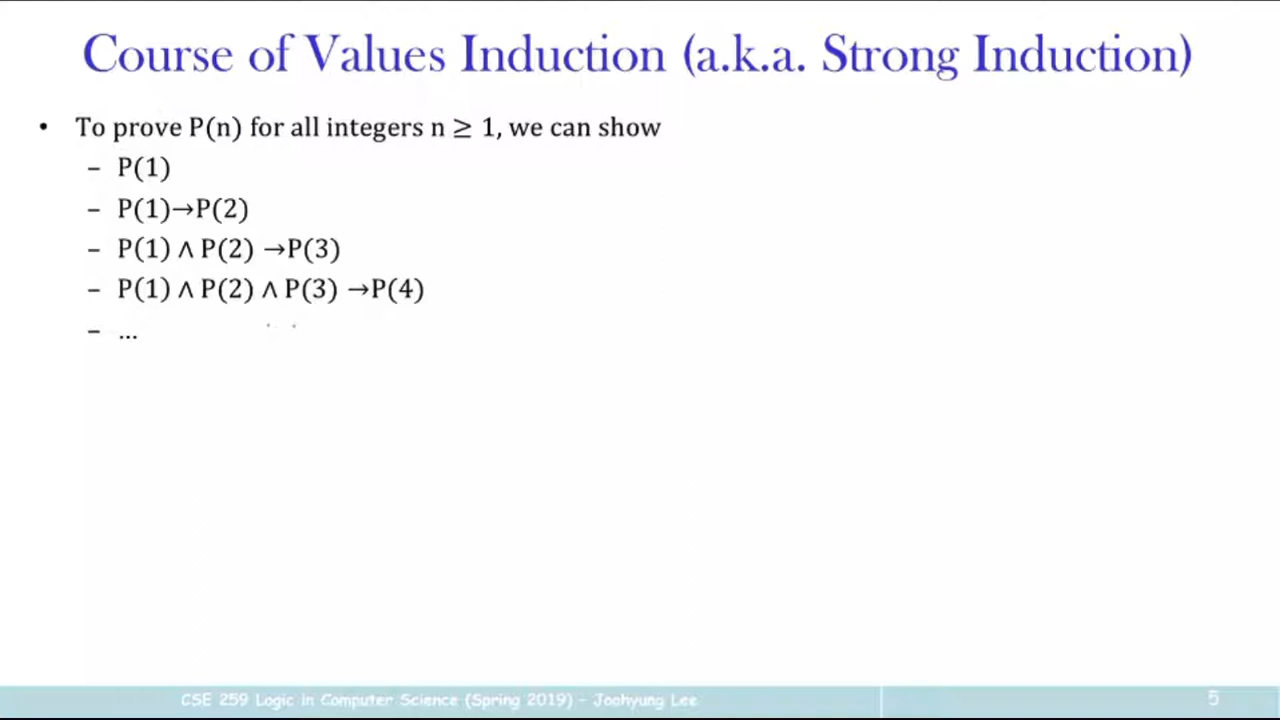 Course of Values Induction (a.k.a. Strong Induction)
• To prove P(n) for all integers n ≥ 1, we can show
– P(1)
– P(1)→P(2)
– P(1) ∧ P(2) →P(3)
– P(1) ∧ P(2) ∧ P(3) →P(4)
– ...
CSE 259 Logic in Computer Science (Spring 2019) - Joohyung Lee
5